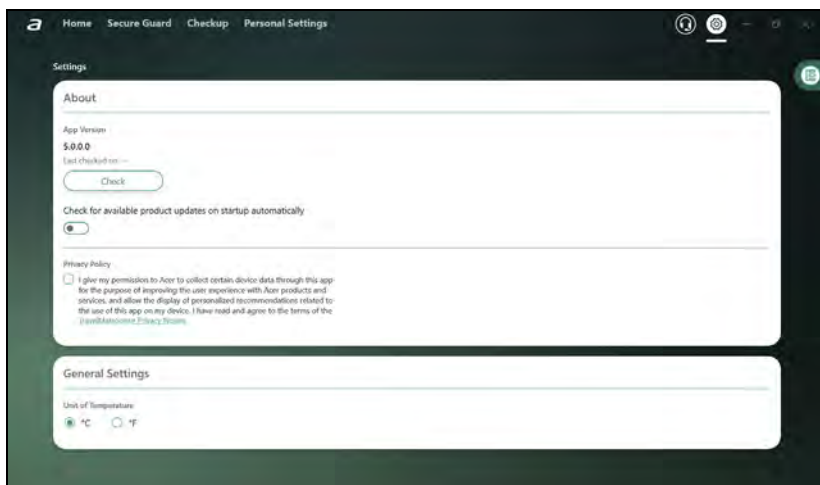 a Home Secure Guard Checkup Personal Settings
Settings
About
App Version
5.0.0.0
Last checked on: --
Check
Check for available product updates on startup automatically
Privacy Policy
I give my permission to Acer to collect certain device data through this app
for the purpose of improving the user experience with Acer products and
services, and allow the display of personalized recommendations related to
the use of this app on my device. I have read and agree to the terms of the
Privacy Notice.
General Settings
Unit of Temperature
°C °F